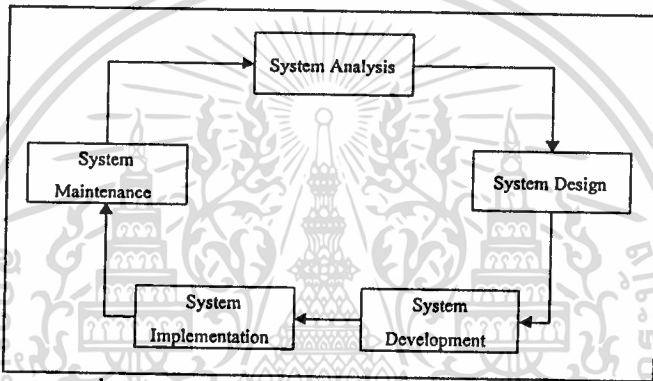 System Analysis
System Design
System
Development
System
Implementation
System
Maintenance